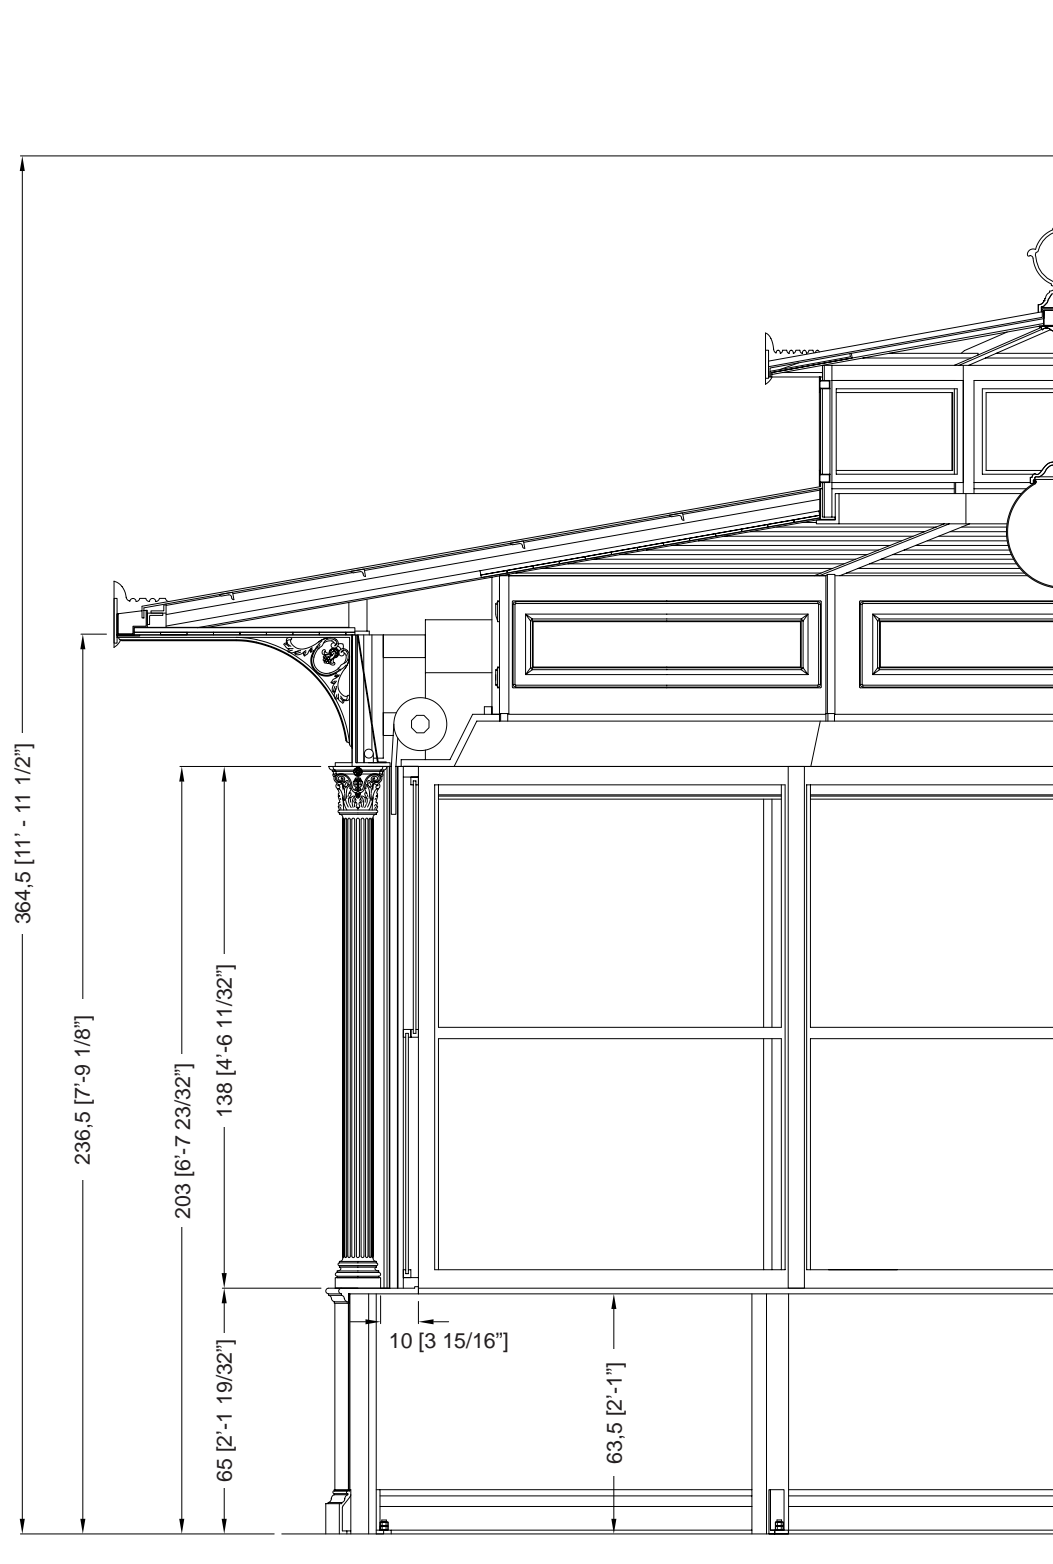 364,5 [11' - 11 1/2”]
236,5 [7'-9 1/8”]
203 [6'-7 23/32”]
138 [4'-6 11/32”]
65 [2'-1 19/32”]
10 [3 15/16”]
63,5 [2'-1”]